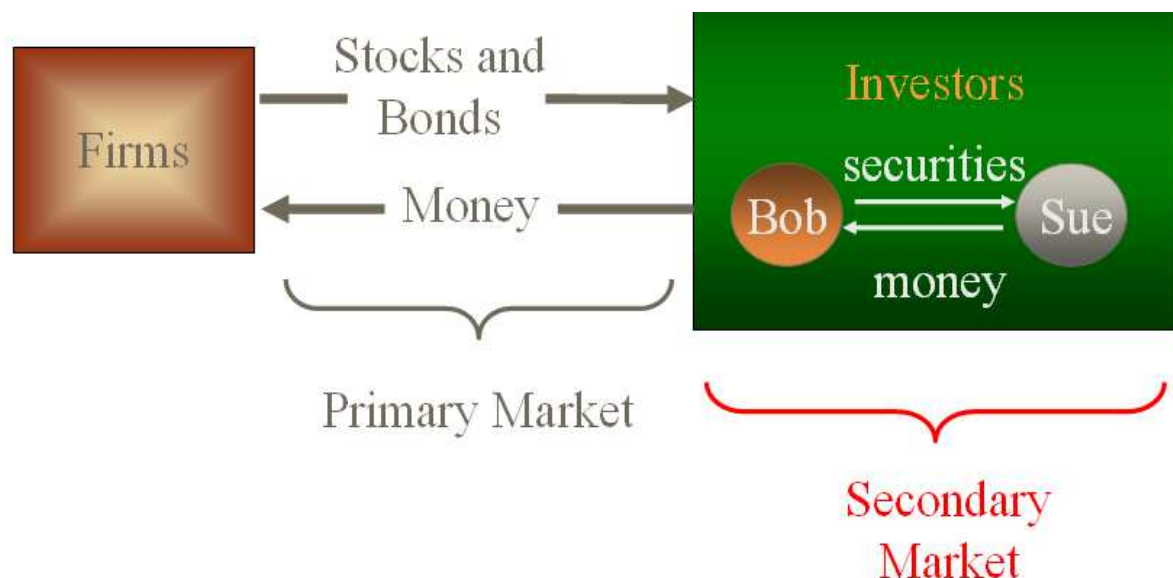 Firms
Stocks and
Bonds
Money
Primary Market
Investors
securities
Bob
Sue
money
Secondary
Market